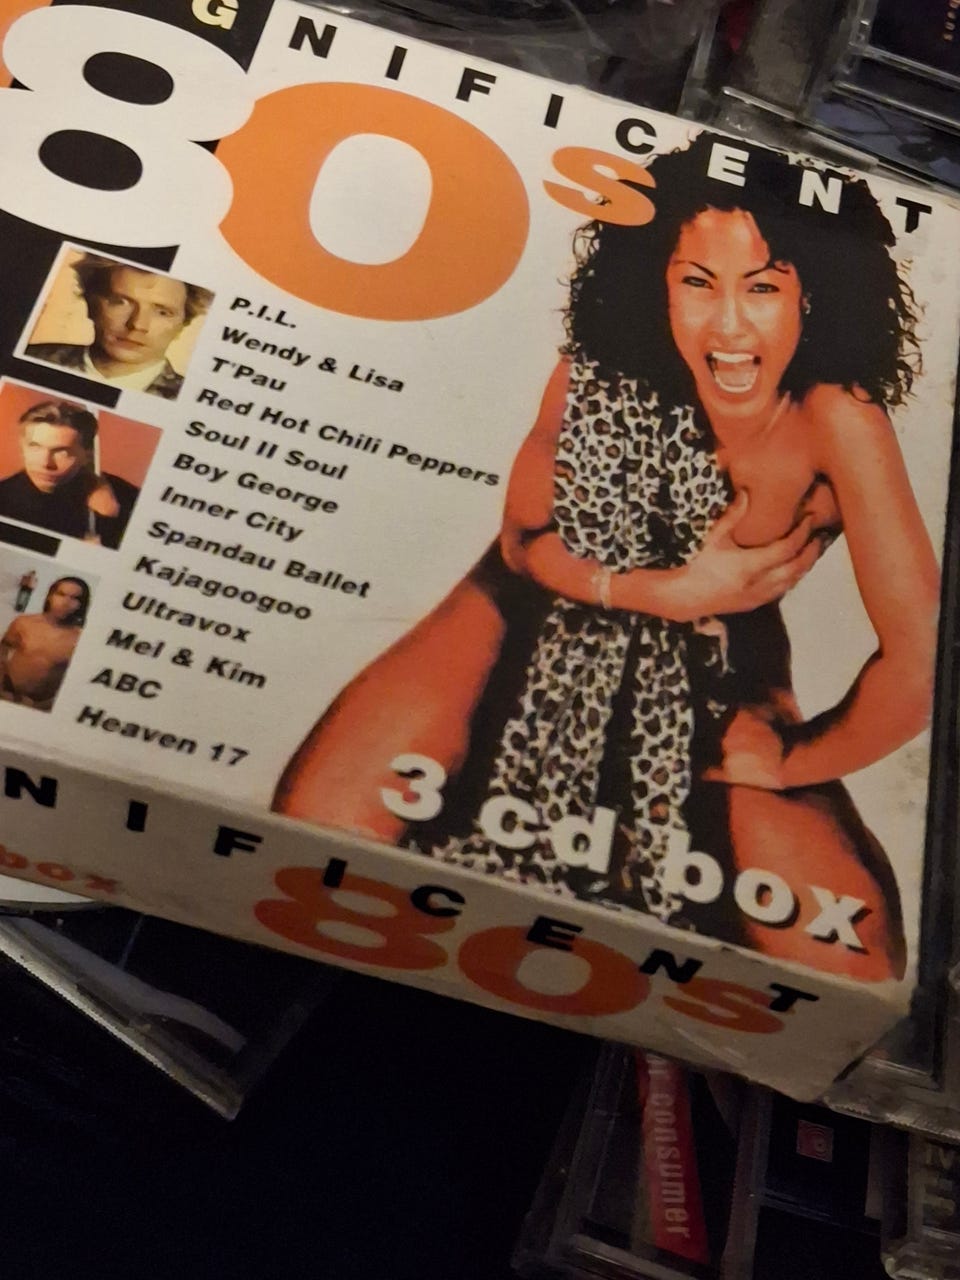 GNIFICENT
80s
P.I.L.
Wendy & Lisa
T'Pau
Red Hot Chili Peppers
Soul II Soul
Boy George
Inner City
Spandau Ballet
Kajagoogoo
Ultravox
Mel & Kim
ABC
Heaven 17
3 cd box
NIFICENT
box
80s
consumer